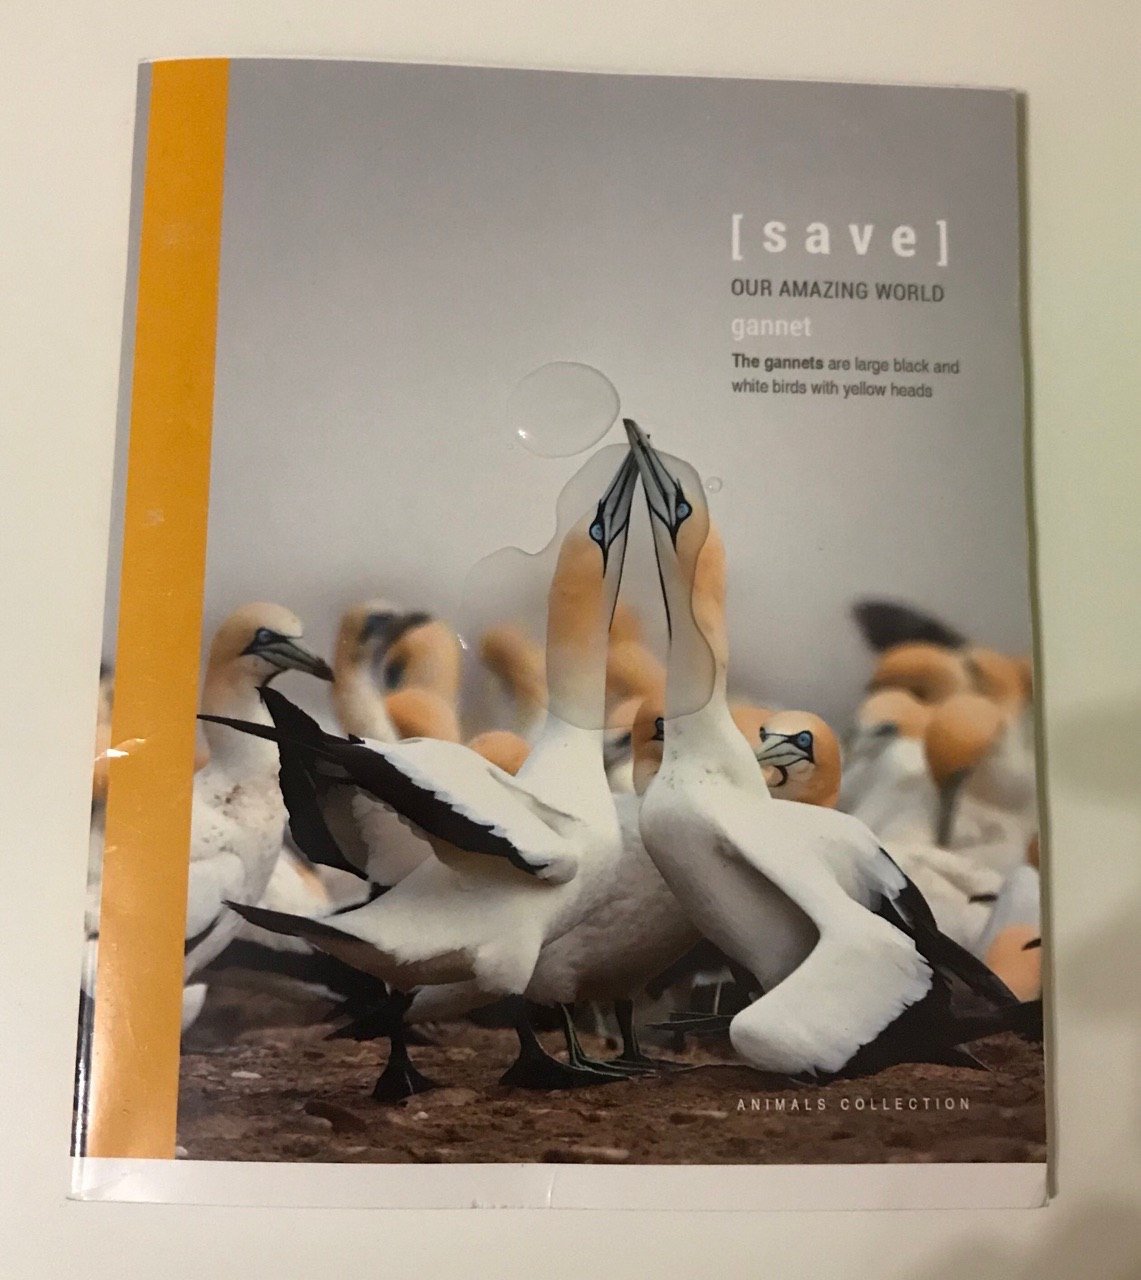 [save]
OUR AMAZING WORLD
gannet
The gannets are large black and
white birds with yellow heads
ANIMALS COLLECTION